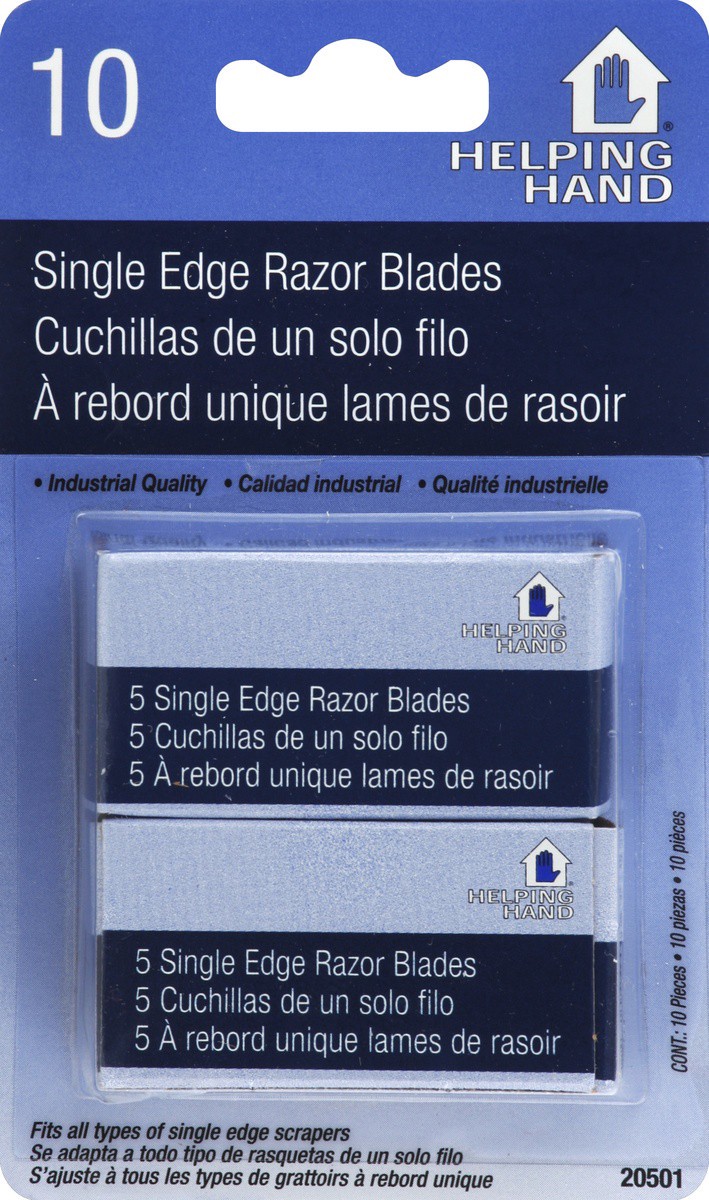 10
HELPING
HAND
®
Single Edge Razor Blades
Cuchillas de un solo filo
À rebord unique lames de rasoir
• Industrial Quality • Calidad industrial • Qualité industrielle
HELPING
HAND
5 Single Edge Razor Blades
5 Cuchillas de un solo filo
5 À rebord unique lames de rasoir
HELPING
HAND
5 Single Edge Razor Blades
5 Cuchillas de un solo filo
5 À rebord unique lames de rasoir
CONT.: 10 Pieces • 10 piezas • 10 pièces
Fits all types of single edge scrapers
Se adapta a todo tipo de rasquetas de un solo filo
S'ajuste à tous les types de grattoirs à rebord unique
20501